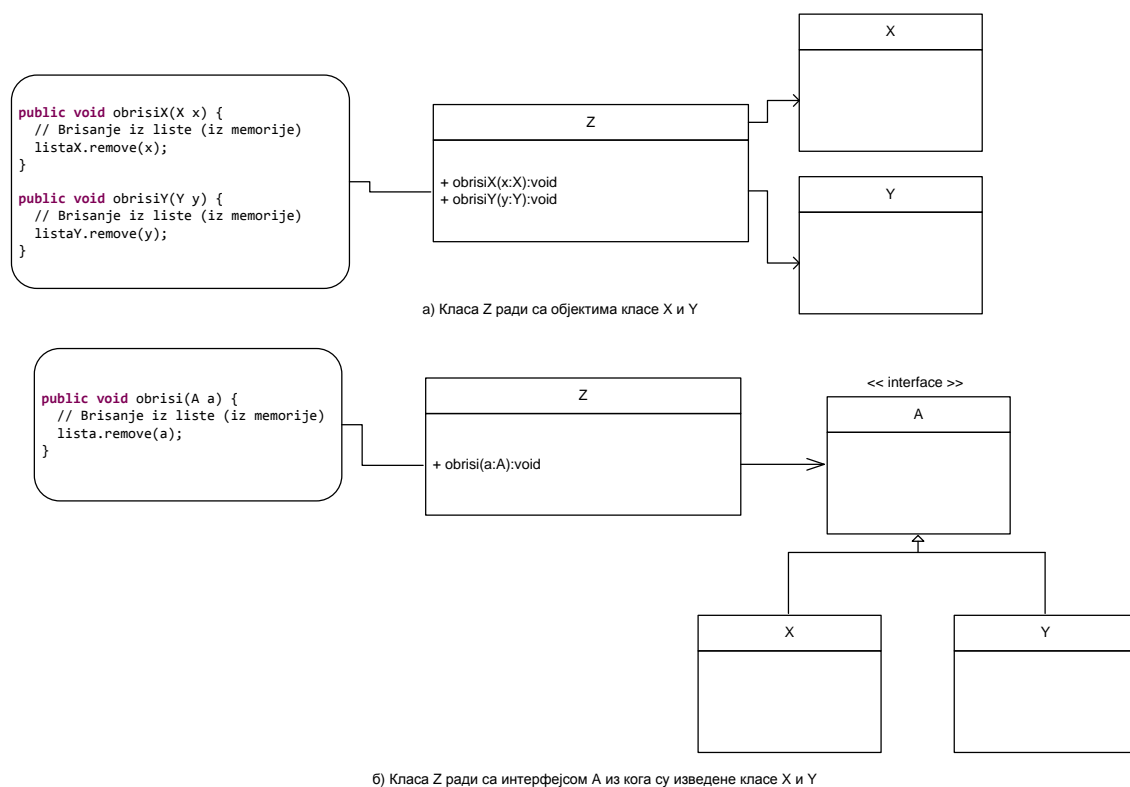 X
public void obrisiX(X x) {
// Brisanje iz liste (iz memorije)
listaX.remove(x);
}
public void obrisiY(Y y) {
// Brisanje iz liste (iz memorije)
listaY.remove(y);
}
Z
+ obrisiX(x:X):void
+ obrisiY(y:Y):void
Y
а) Класа Z ради са објектима класе X и Y
public void obrisi(A a) {
// Brisanje iz liste (iz memorije)
lista.remove(a);
}
Z
+ obrisi(a:A):void
<< interface >>
A
X
Y
б) Класа Z ради са интерфејсом А из кога су изведене класе X и Y